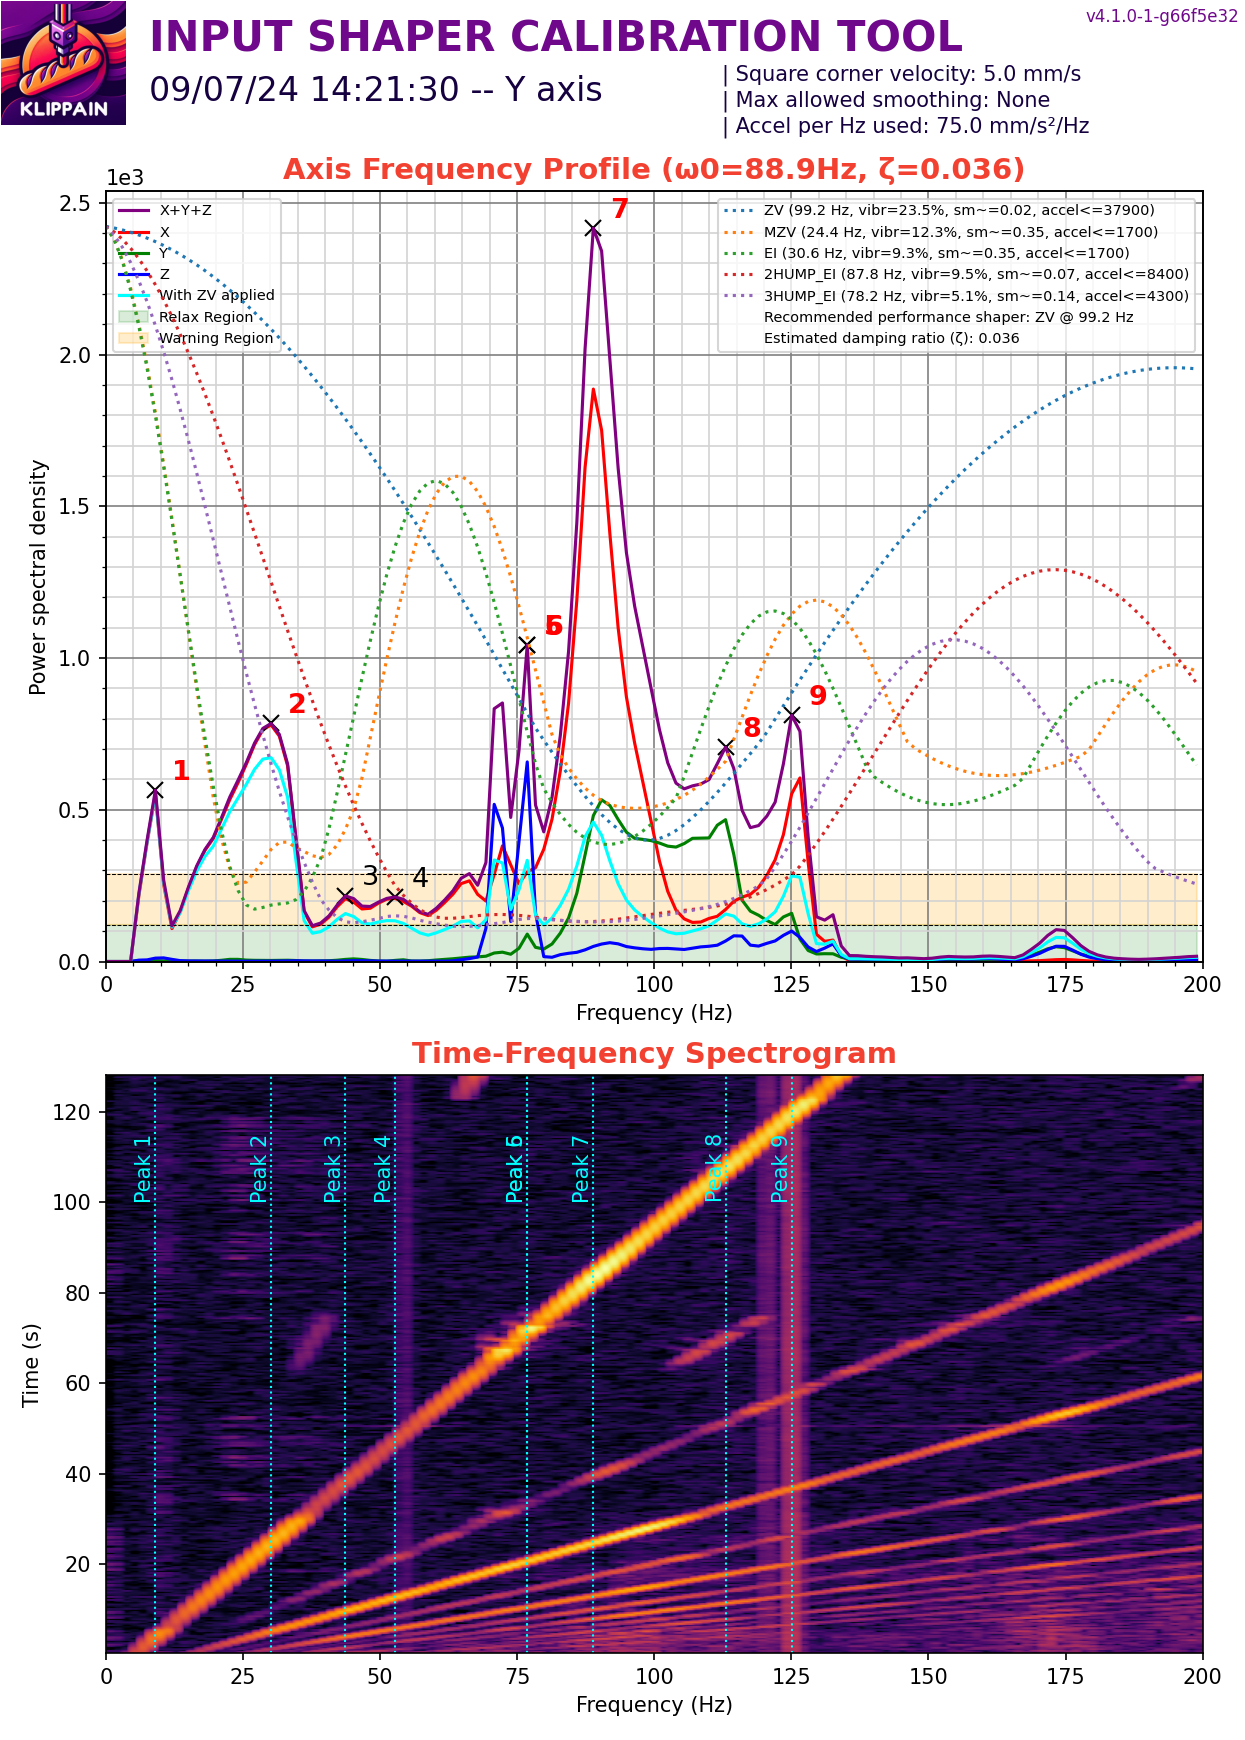 v4.1.0-1-g66f5e32
INPUT SHAPER CALIBRATION TOOL
09/07/24 14:21:30 -- Y axis
| Square corner velocity: 5.0 mm/s
| Max allowed smoothing: None
| Accel per Hz used: 75.0 mm/s²/Hz
KLIPPAIN
Axis Frequency Profile (ω0=88.9Hz, ζ=0.036)
1e3
X+Y+Z
X
Y
Z
With ZV applied
Relax Region
Warning Region
ZV (99.2 Hz, vibr=23.5%, sm~=0.02, accel<=37900)
MZV (24.4 Hz, vibr=12.3%, sm~=0.35, accel<=1700)
EI (30.6 Hz, vibr=9.3%, sm~=0.35, accel<=1700)
2HUMP_EI (87.8 Hz, vibr=9.5%, sm~=0.07, accel<=8400)
3HUMP_EI (78.2 Hz, vibr=5.1%, sm~=0.14, accel<=4300)
Recommended performance shaper: ZV @ 99.2 Hz
Estimated damping ratio (ζ): 0.036
2.5
2.0
1.5
1.0
0.5
0.0
Power spectral density
1
2
3
4
7
8
9
0 25 50 75 100 125 150 175 200
Frequency (Hz)
Time-Frequency Spectrogram
120
100
80
60
40
20
Time (s)
Peak 1
Peak 2
Peak 3
Peak 4
Peak
Peak 7
Peak 8
Peak 9
0 25 50 75 100 125 150 175 200
Frequency (Hz)